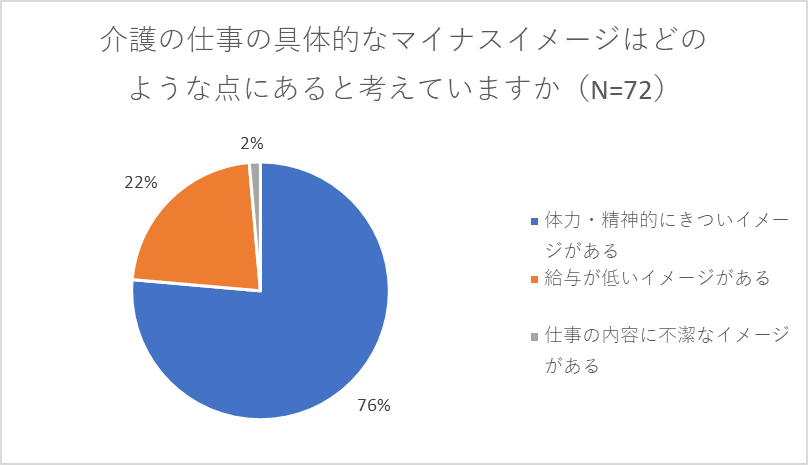 介護の仕事の具体的なマイナスイメージはどの
ような点にあると考えていますか（N=72）
2%
22%
76%
体力・精神的にきついイメー
ジがある
給与が低いイメージがある
仕事の内容に不潔なイメージ
がある